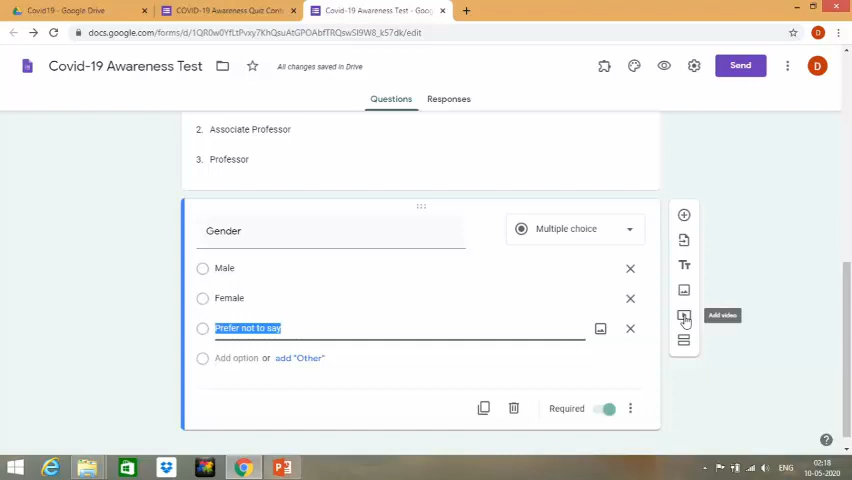 Covid19 - Google Drive
COVID-19 Awareness Quiz Cont
Covid-19 Awareness Test - Goog
docs.google.com/forms/d/1QR0w0YfLtPvxy7KhQsuAtGPOAbfTRQswSl9W8_k57dk/edit
Covid-19 Awareness Test
All changes saved in Drive
Send
D
Questions
Responses
2. Associate Professor
3. Professor
Gender
Multiple choice
Male
Female
Prefer not to say
Add option or add "Other"
Required
Tт
Add video
ENG
02:18
10-05-2020